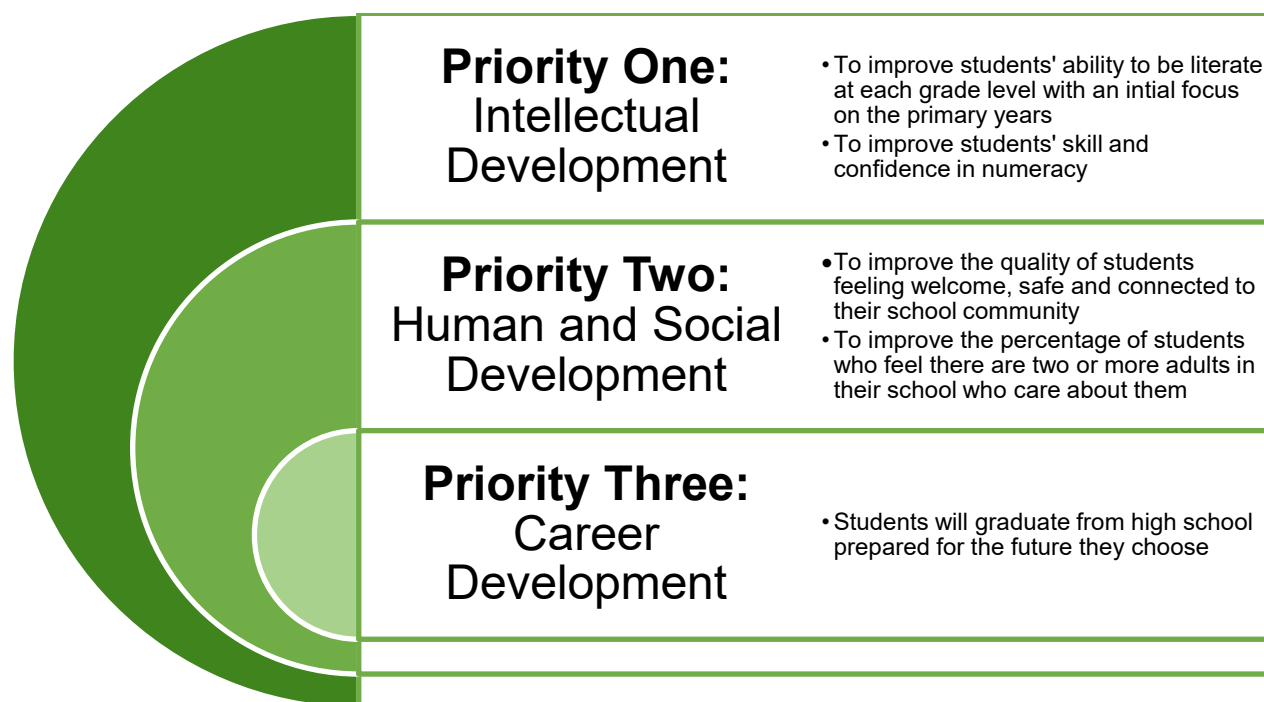 Priority One:
Intellectual
Development
• To improve students' ability to be literate
at each grade level with an intial focus
on the primary years
• To improve students' skill and
confidence in numeracy
Priority Two:
Human and Social
Development
• To improve the quality of students
feeling welcome, safe and connected to
their school community
• To improve the percentage of students
who feel there are two or more adults in
their school who care about them
Priority Three:
Career
Development
• Students will graduate from high school
prepared for the future they choose